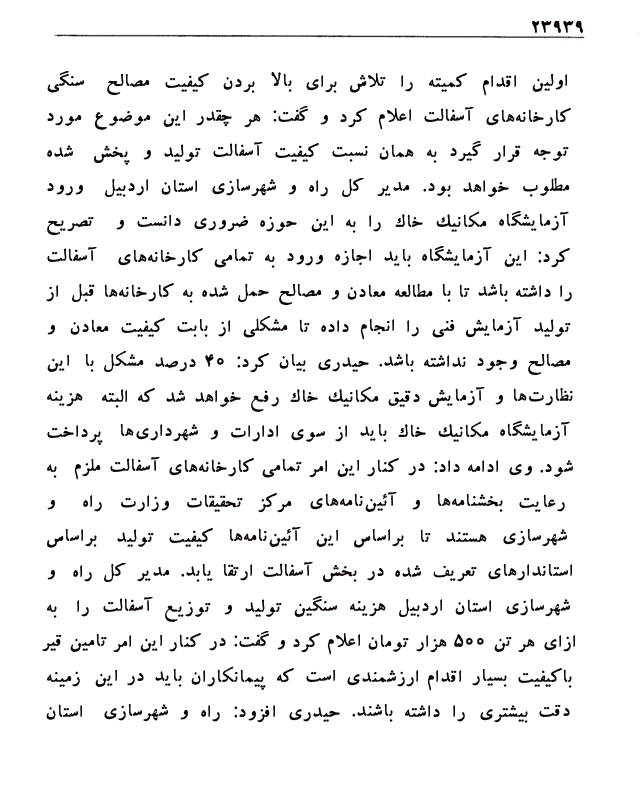 ۲۳۹۳۹
اولین اقدام کمیته را تلاش برای بالا بردن کیفیت مصالح سنگی
کارخانه‌های آسفالت اعلام کرد و گفت: هر چقدر این موضوع مورد
توجه قرار گیرد به همان نسبت کیفیت آسفالت تولید و پخش شده
مطلوب خواهد بود. مدیر کل راه و شهرسازی استان اردبیل ورود
آزمایشگاه مکانیك خاك را به این حوزه ضروری دانست و تصریح
کرد: این آزمایشگاه باید اجازه ورود به تمامی کارخانه‌های آسفالت
را داشته باشد تا با مطالعه معادن و مصالح حمل شده به کارخانه‌ها قبل از
تولید آزمایش فنی را انجام داده تا مشکلی از بابت کیفیت معادن و
مصالح وجود نداشته باشد. حیدری بیان کرد: ۴۰ درصد مشکل با این
نظارت‌ها و آزمایش دقیق مکانیك خاك رفع خواهد شد که البته هزینه
آزمایشگاه مکانیك خاك باید از سوی ادارات و شهرداری‌ها پرداخت
شود. وی ادامه داد: در کنار این امر تمامی کارخانه‌های آسفالت ملزم به
رعایت بخشنامه‌ها و آئین‌نامه‌های مرکز تحقیقات وزارت راه و
شهرسازی هستند تا براساس این آئین‌نامه‌ها کیفیت تولید براساس
استاندارهای تعریف شده در بخش آسفالت ارتقا یابد. مدیر کل راه و
شهرسازی استان اردبیل هزینه سنگین تولید و توزیع آسفالت را به
ازای هر تن ۵۰۰ هزار تومان اعلام کرد و گفت: در کنار این امر تامین قیر
باکیفیت بسیار اقدام ارزشمندی است که پیمانکاران باید در این زمینه
دقت بیشتری را داشته باشند. حیدری افزود: راه و شهرسازی استان